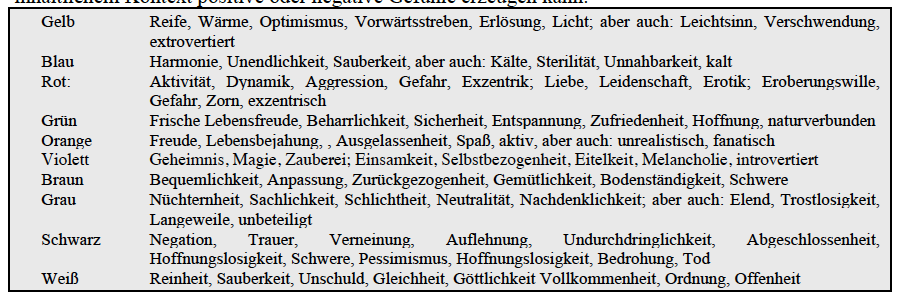 inhaltlichem Kontext positive oder negative Gefühle erzeugen kann.
Gelb Reife, Wärme, Optimismus, Vorwärtsstreben, Erlösung, Licht; aber auch: Leichtsinn, Verschwendung,
extrovertiert
Blau Harmonie, Unendlichkeit, Sauberkeit, aber auch: Kälte, Sterilität, Unnahbarkeit, kalt
Rot: Aktivität, Dynamik, Aggression, Gefahr, Exzentrik; Liebe, Leidenschaft, Erotik; Eroberungswille,
Gefahr, Zorn, exzentrisch
Grün Frische Lebensfreude, Beharrlichkeit, Sicherheit, Entspannung, Zufriedenheit, Hoffnung, naturverbunden
Orange Freude, Lebensbejahung, , Ausgelassenheit, Spaß, aktiv, aber auch: unrealistisch, fanatisch
Violett Geheimnis, Magie, Zauberei; Einsamkeit, Selbstbezogenheit, Eitelkeit, Melancholie, introvertiert
Braun Bequemlichkeit, Anpassung, Zurückgezogenheit, Gemütlichkeit, Bodenständigkeit, Schwere
Grau Nüchternheit, Sachlichkeit, Schlichtheit, Neutralität, Nachdenklichkeit; aber auch: Elend, Trostlosigkeit,
Langeweile, unbeteiligt
Schwarz Negation, Trauer, Verneinung, Auflehnung, Undurchdringlichkeit, Abgeschlossenheit,
Hoffnungslosigkeit, Schwere, Pessimismus, Hoffnungslosigkeit, Bedrohung, Tod
Weiß Reinheit, Sauberkeit, Unschuld, Gleichheit, Göttlichkeit Vollkommenheit, Ordnung, Offenheit